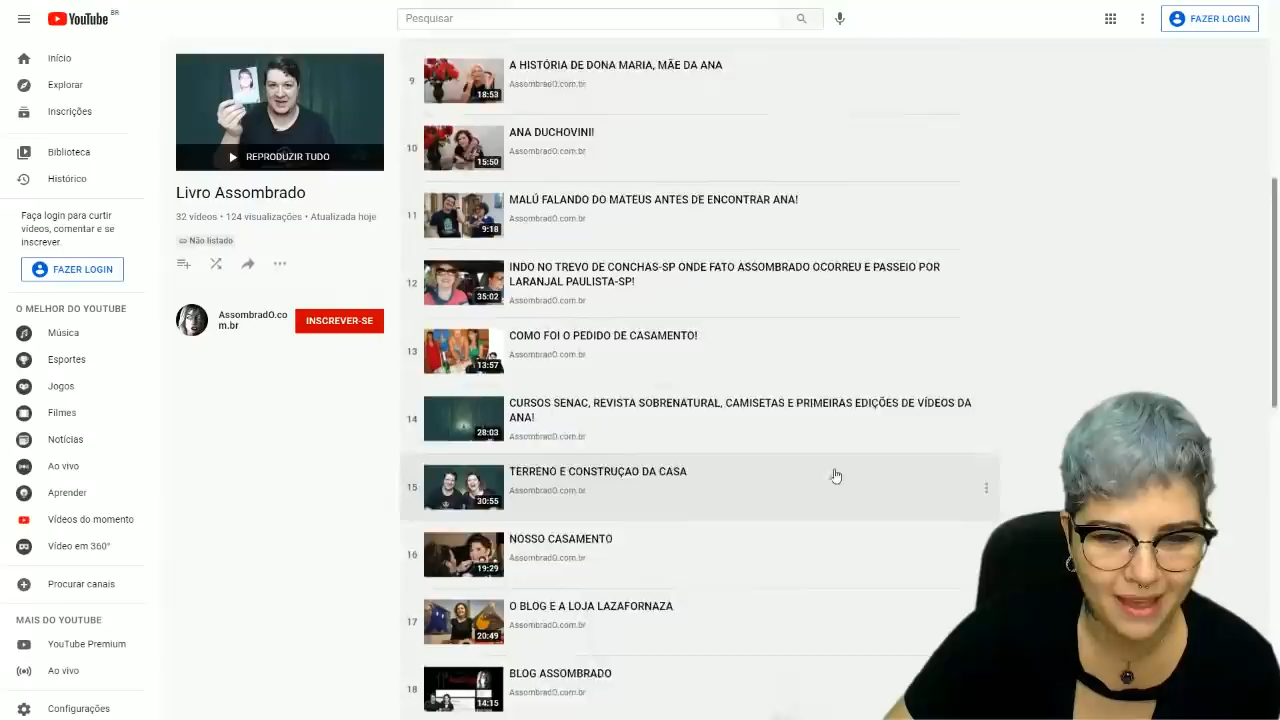 YouTube BR
Pesquisar
FAZER LOGIN
Início
Explorar
Inscrições
Biblioteca
Histórico
Faça login para curtir
vídeos, comentar e se
inscrever.
FAZER LOGIN
O MELHOR DO YOUTUBE
Música
Esportes
Jogos
Filmes
Notícias
Ao vivo
Aprender
Vídeos do momento
Vídeo em 360°
Procurar canais
MAIS DO YOUTUBE
YouTube Premium
Ao vivo
Configurações
REPRODUZIR TUDO
Livro Assombrado
32 vídeos • 124 visualizações • Atualizada hoje
Não listado
AssombradO.co
m.br
INSCREVER-SE
9
18:53
A HISTÓRIA DE DONA MARIA, MÃE DA ANA
AssombradO.com.br
10
15:50
ANA DUCHOVINI!
AssombradO.com.br
11
9:18
MALÚ FALANDO DO MATEUS ANTES DE ENCONTRAR ANA!
AssombradO.com.br
12
35:02
INDO NO TREVO DE CONCHAS-SP ONDE FATO ASSOMBRADO OCORREU E PASSEIO POR
LARANJAL PAULISTA-SP!
AssombradO.com.br
13
13:57
COMO FOI O PEDIDO DE CASAMENTO!
AssombradO.com.br
14
28:03
CURSOS SENAC, REVISTA SOBRENATURAL, CAMISETAS E PRIMEIRAS EDIÇÕES DE VÍDEOS DA
ANA!
AssombradO.com.br
15
30:55
TERRENO E CONSTRUÇAO DA CASA
AssombradO.com.br
16
19:29
NOSSO CASAMENTO
AssombradO.com.br
17
20:49
O BLOG E A LOJA LAZAFORNAZA
AssombradO.com.br
18
14:15
BLOG ASSOMBRADO
AssombradO.com.br